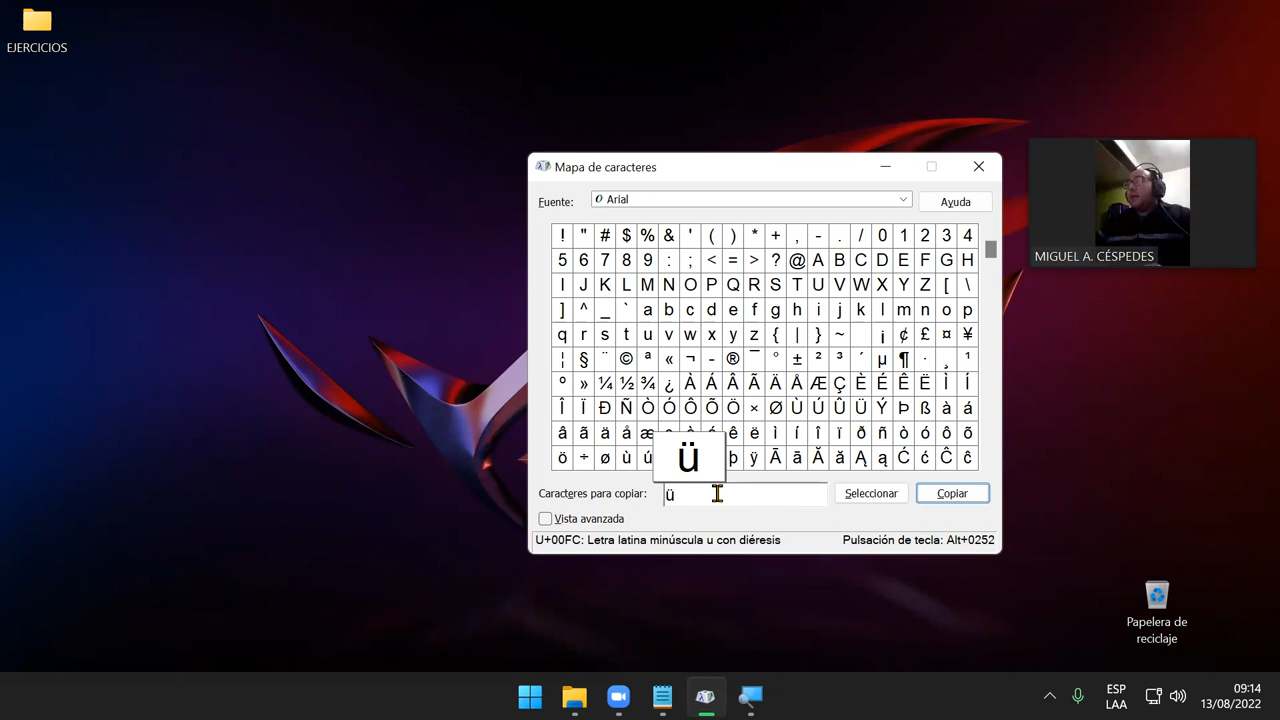 EJERCICIOS
Mapa de caracteres
Fuente: O Arial Ayuda
! " # $ % & ' ( ) * + , - . / 0 1 2 3 4
5 6 7 8 9 : ; < = > ? @ A B C D E F G H
I J K L M N O P Q R S T U V W X Y Z [ \
] ^ _ ` a b c d e f g h i j k l m n o p
q r s t u v w x y z { | } ~ ¡ ¢ £ ¤ ¥
¦ § ¨ © ª « ¬ - ® ¯ ° ± ² ³ ´ µ ¶ · ¸ ¹
º » ¼ ½ ¾ ¿ À Á Â Ã Ä Å Æ Ç È É Ê Ë Ì Í
Î Ï Ð Ñ Ò Ó Ô Õ Ö × Ø Ù Ú Û Ü Ý Þ ß à á
â ã ä å æ ê ë ì í î ï ð ñ ò ó ô õ
ö ÷ ø ù ú ü þ ÿ Ā ā Ă ă Ą ą Ć ć Ĉ ĉ
Caracteres para copiar: ü Seleccionar Copiar
Vista avanzada
U+00FC: Letra latina minúscula u con diéresis Pulsación de tecla: Alt+0252
MIGUEL A. CÉSPEDES
Papelera de
reciclaje
ESP
LAA
09:14
13/08/2022